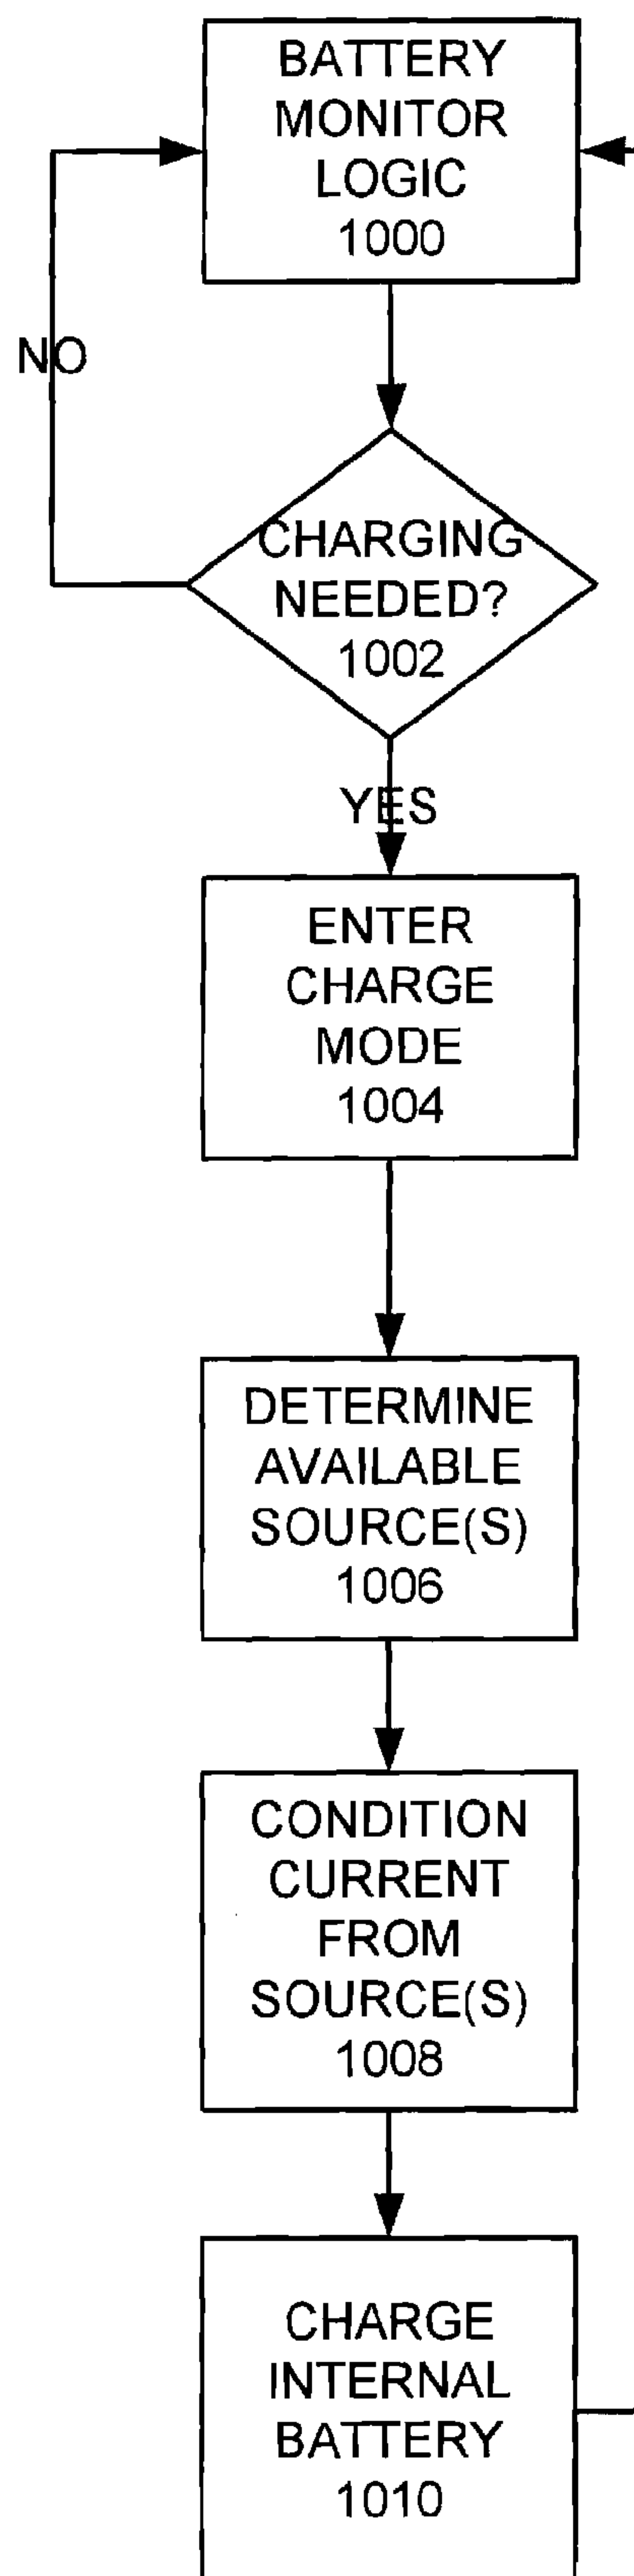 BATTERY
MONITOR
LOGIC
1000
NO
CHARGING
NEEDED?
1002
YES
ENTER
CHARGE
MODE
1004
DETERMINE
AVAILABLE
SOURCE(S)
1006
CONDITION
CURRENT
FROM
SOURCE(S)
1008
CHARGE
INTERNAL
BATTERY
1010